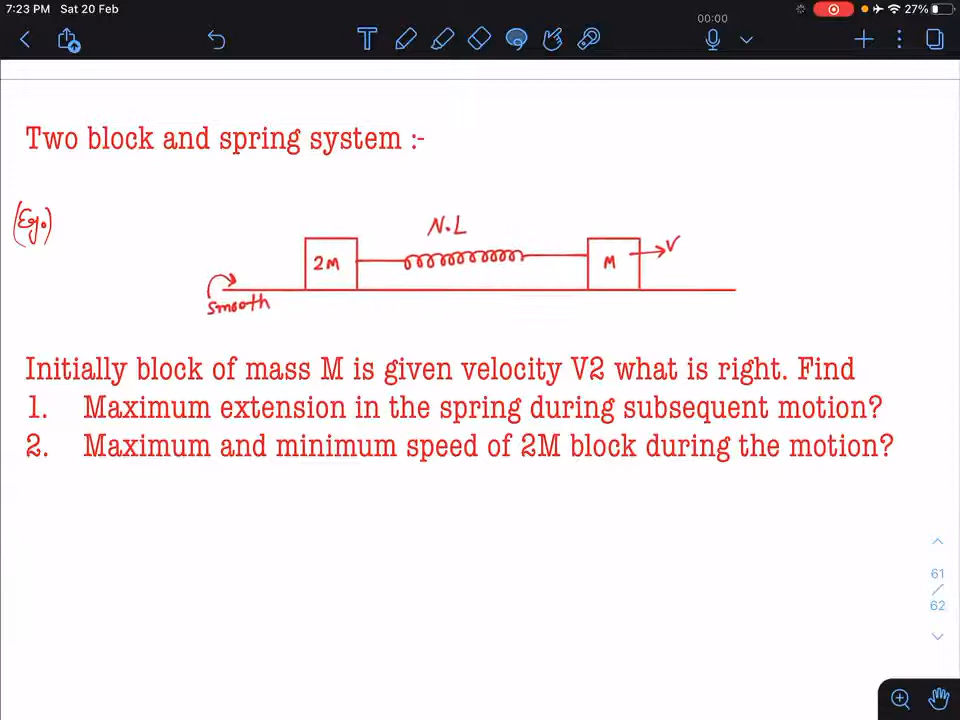 7:23 PM Sat 20 Feb
27%
00:00
Two block and spring system :-
(Eg.)
N.L
2M
M
V
Smooth
Initially block of mass M is given velocity V2 what is right. Find
1. Maximum extension in the spring during subsequent motion?
2. Maximum and minimum speed of 2M block during the motion?
61
/
62